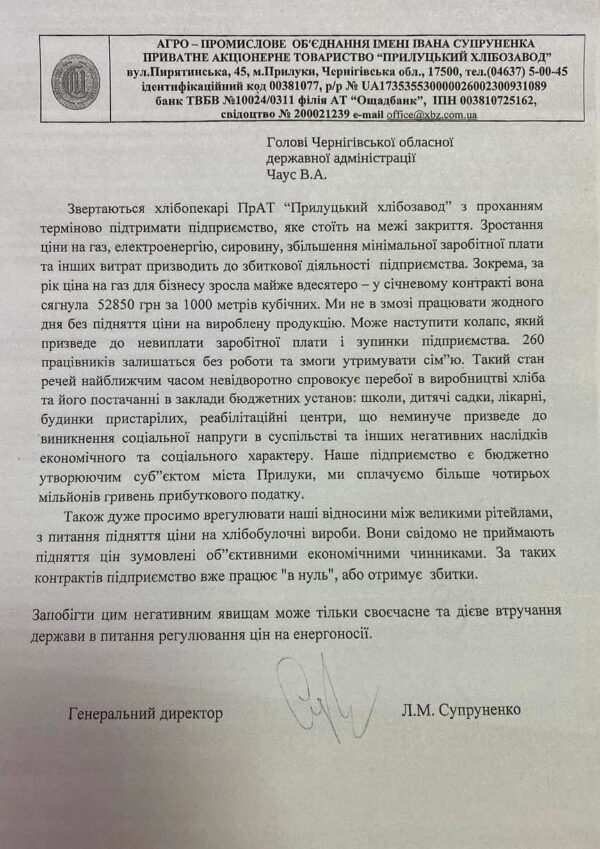 АГРО – ПРОМИСЛОВЕ ОБ'ЄДНАННЯ ІМЕНІ ІВАНА СУПРУНЕНКА
ПРИВАТНЕ АКЦІОНЕРНЕ ТОВАРИСТВО “ПРИЛУЦЬКИЙ ХЛІБОЗАВОД”
вул.Пирятинська, 45, м.Прилуки, Чернігівська обл., 17500, тел.(04637) 5-00-45
ідентифікаційний код 00381077, р/р № UA173535530000026002300931089
банк ТВБВ №10024/0311 філія АТ “Ощадбанк”, ІПН 003810725162,
свідоцтво № 200021239 e-mail office@xbz.com.ua
Голові Чернігівської обласної
державної адміністрації
Чаус В.А.
Звертаються хлібопекарі ПрАТ “Прилуцький хлібозавод” з проханням
терміново підтримати підприємство, яке стоїть на межі закриття. Зростання
ціни на газ, електроенергію, сировину, збільшення мінімальної заробітної плати
та інших витрат призводить до збиткової діяльності підприємства. Зокрема, за
рік ціна на газ для бізнесу зросла майже вдесятеро – у січневому контракті вона
сягнула 52850 грн за 1000 метрів кубічних. Ми не в змозі працювати жодного
дня без підняття ціни на вироблену продукцію. Може наступити колапс, який
призведе до невиплати заробітної плати і зупинки підприємства. 260
працівників залишаться без роботи та змоги утримувати сім”ю. Такий стан
речей найближчим часом невідворотно спровокує перебої в виробництві хліба
та його постачанні в заклади бюджетних установ: школи, дитячі садки, лікарні,
будинки пристарілих, реабілітаційні центри, що неминуче призведе до
виникнення соціальної напруги в суспільстві та інших негативних наслідків
економічного та соціального характеру. Наше підприємство є бюджетно
утворюючим суб”єктом міста Прилуки, ми сплачуємо більше чотирьох
мільйонів гривень прибуткового податку.
Також дуже просимо врегулювати наші відносини між великими рітейлами,
з питання підняття ціни на хлібобулочні вироби. Вони свідомо не приймають
підняття цін зумовлені об”єктивними економічними чинниками. За таких
контрактів підприємство вже працює "в нуль", або отримує збитки.
Запобігти цим негативним явищам може тільки своєчасне та дієве втручання
держави в питання регулювання цін на енергоносії.
Генеральний директор
Л.М. Супруненко